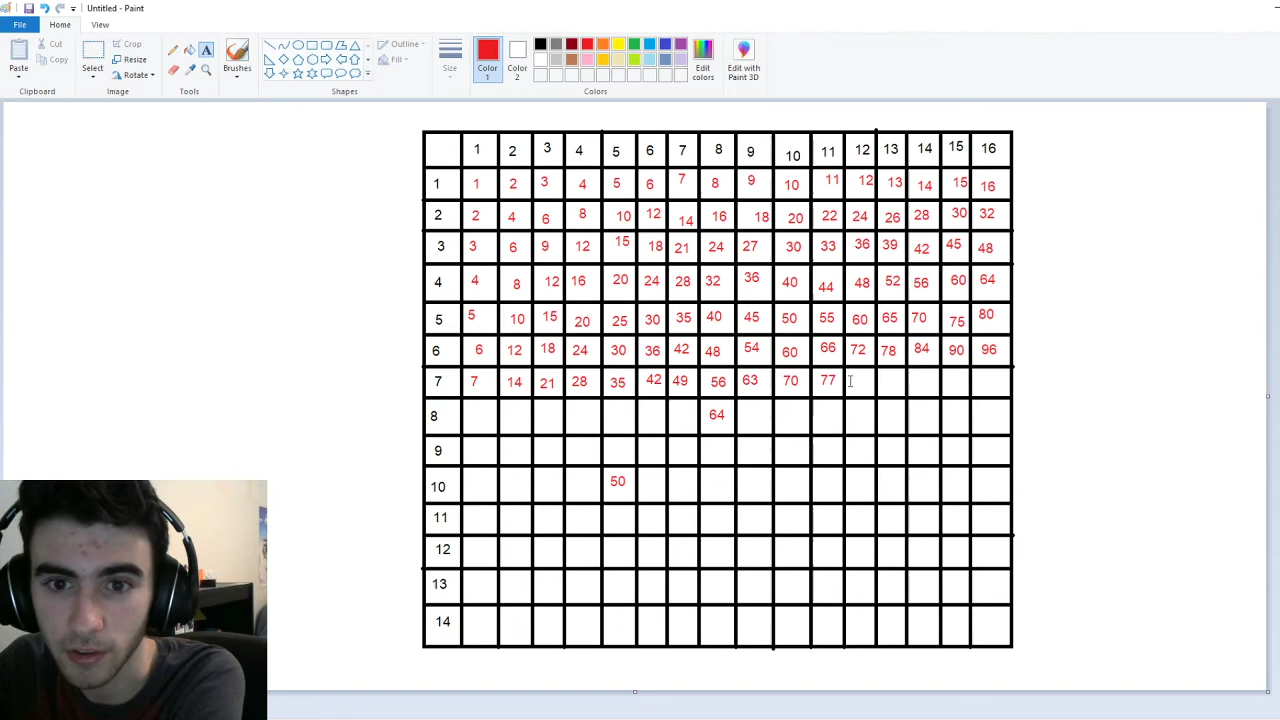 Untitled - Paint
File Home View
Paste
Cut
Copy
Clipboard
Select
Crop
Resize
Rotate
Image
A
Tools
Brushes
Outline
Fill
Shapes
Size
Color 1
Color 2
Edit colors
Colors
Edit with Paint 3D
1 2 3 4 5 6 7 8 9 10 11 12 13 14 15 16
1 1 2 3 4 5 6 7 8 9 10 11 12 13 14 15 16
2 2 4 6 8 10 12 14 16 18 20 22 24 26 28 30 32
3 3 6 9 12 15 18 21 24 27 30 33 36 39 42 45 48
4 4 8 12 16 20 24 28 32 36 40 44 48 52 56 60 64
5 5 10 15 20 25 30 35 40 45 50 55 60 65 70 75 80
6 6 12 18 24 30 36 42 48 54 60 66 72 78 84 90 96
7 7 14 21 28 35 42 49 56 63 70 77
8 64
9
10 50
11
12
13
14